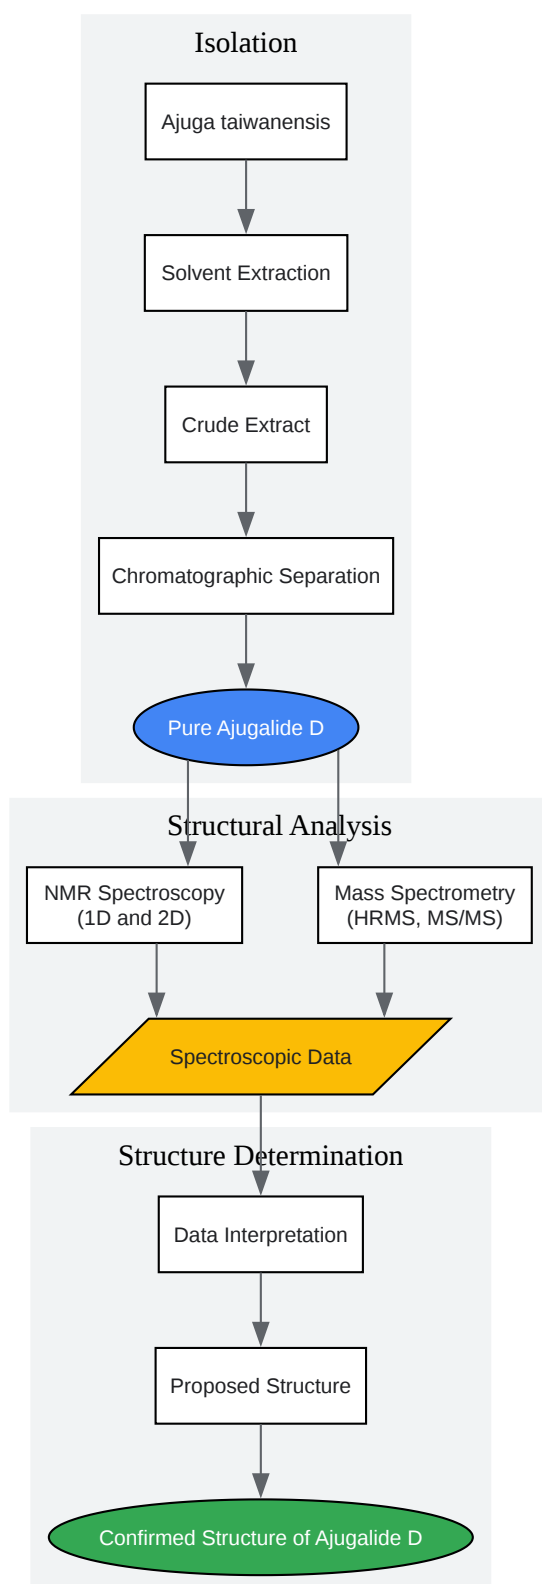 Isolation
Ajuga taiwanensis
Solvent Extraction
Crude Extract
Chromatographic Separation
Pure Ajugalide D
Structural Analysis
NMR Spectroscopy
(1D and 2D)
Mass Spectrometry
(HRMS, MS/MS)
Spectroscopic Data
Structure Determination
Data Interpretation
Proposed Structure
Confirmed Structure of Ajugalide D